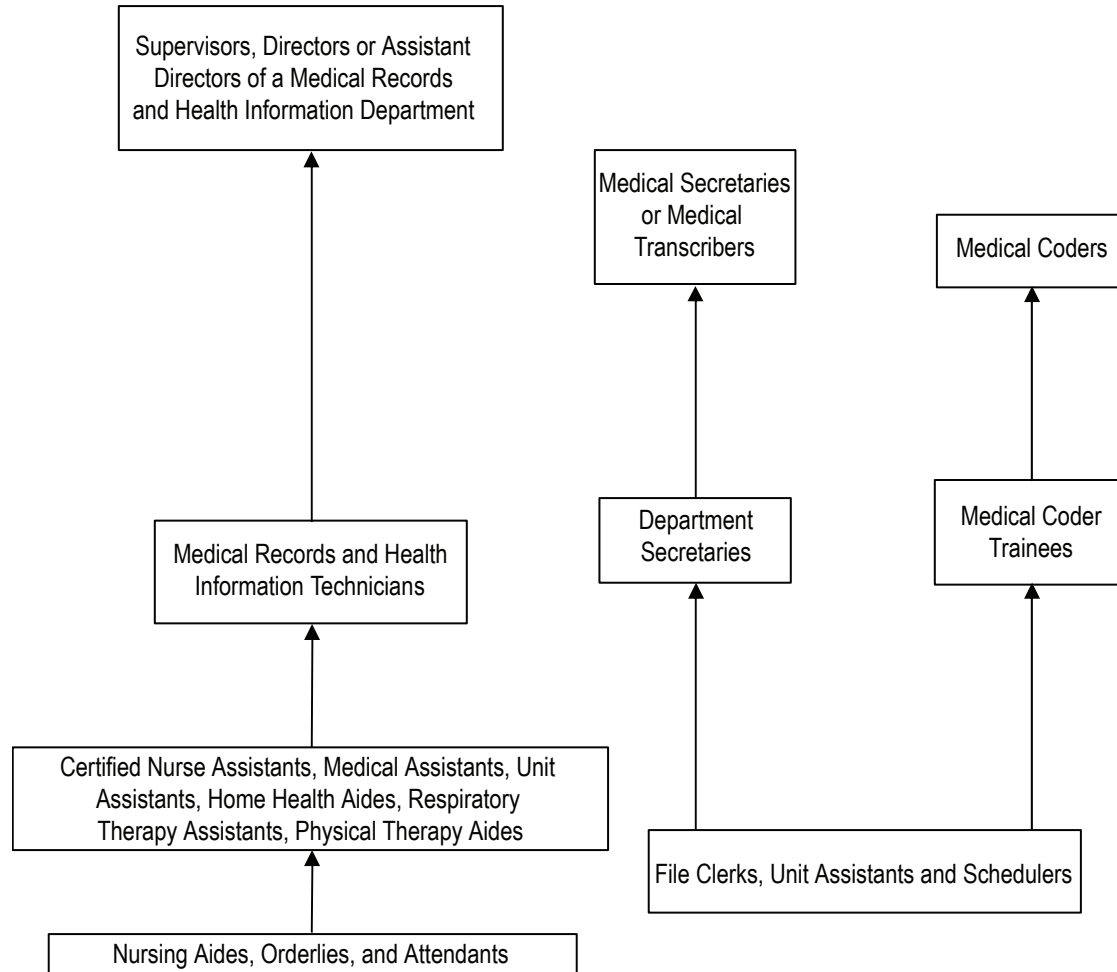 Supervisors, Directors or Assistant
Directors of a Medical Records
and Health Information Department
Medical Secretaries
or Medical
Transcribers
Medical Coders
Medical Records and Health
Information Technicians
Department
Secretaries
Medical Coder
Trainees
Certified Nurse Assistants, Medical Assistants, Unit
Assistants, Home Health Aides, Respiratory
Therapy Assistants, Physical Therapy Aides
File Clerks, Unit Assistants and Schedulers
Nursing Aides, Orderlies, and Attendants